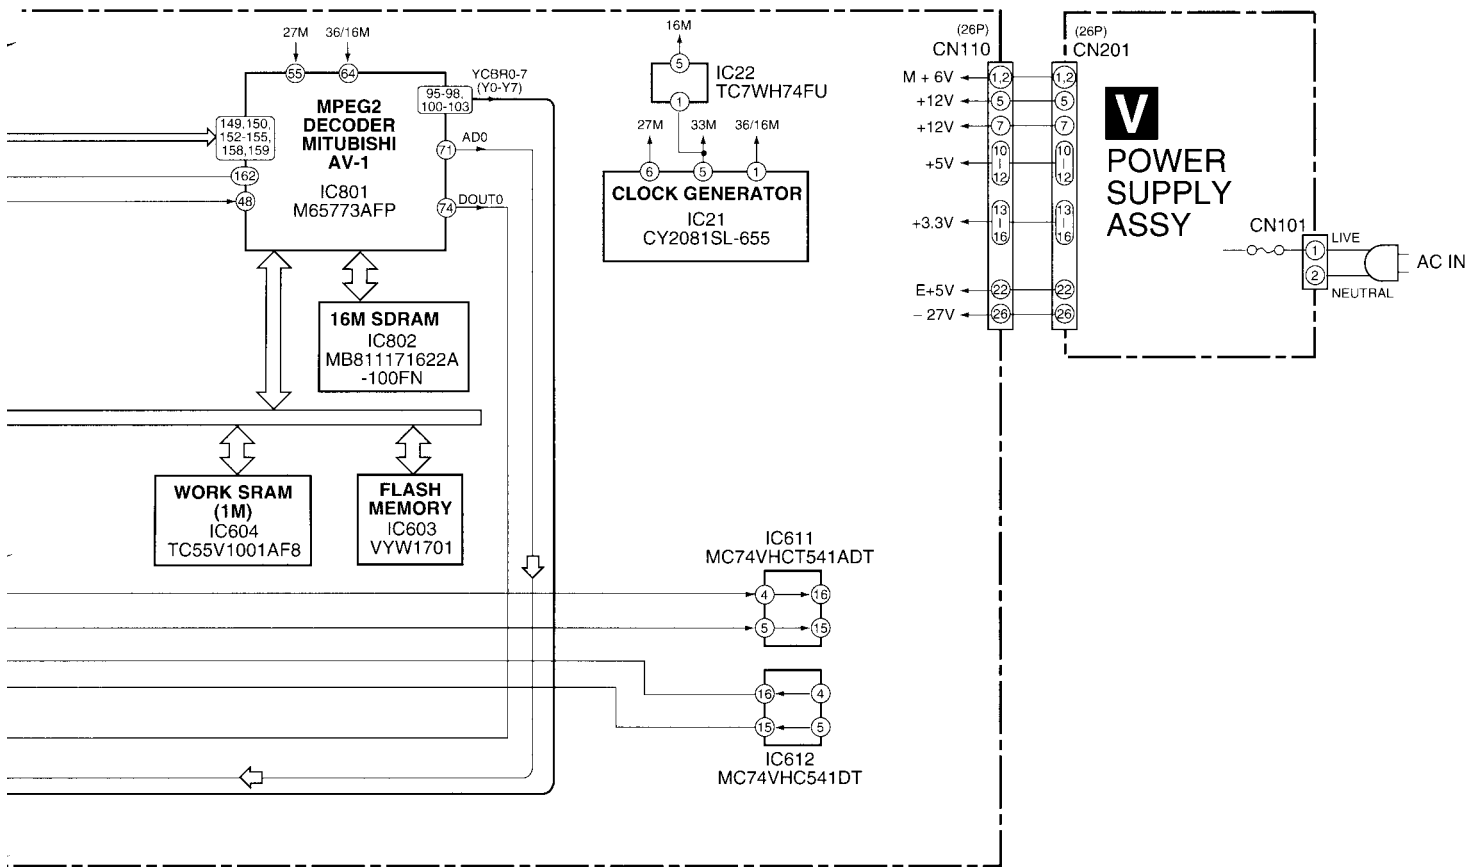 27M
36/16M
55
64
YCBR0-7
(Y0-Y7)
95-98,
100-103
MPEG2
DECODER
MITUBISHI
AV-1
IC801
M65773AFP
149,150,
152-155,
158,159
162
48
71
AD0
74
DOUT0
16M SDRAM
IC802
MB811171622A
-100FN
WORK SRAM
(1M)
IC604
TC55V1001AF8
FLASH
MEMORY
IC603
VYW1701
16M
5
IC22
TC7WH74FU
1
27M
33M
36/16M
6
5
1
CLOCK GENERATOR
IC21
CY2081SL-655
IC611
MC74VHCT541ADT
4
16
5
15
16
4
15
5
IC612
MC74VHC541DT
(26P)
CN110
(26P)
CN201
M + 6V
1,2
1,2
+12V
5
5
+12V
7
7
+5V
10
12
10
12
+3.3V
13
16
13
16
E+5V
22
22
- 27V
26
26
V
POWER
SUPPLY
ASSY
CN101
1
LIVE
2
NEUTRAL
AC IN